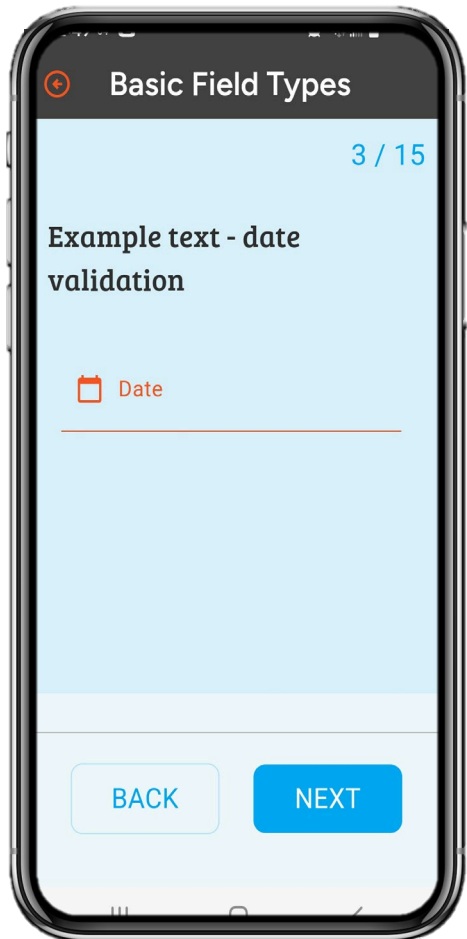 Basic Field Types
3 / 15
Example text - date
validation
Date
BACK
NEXT